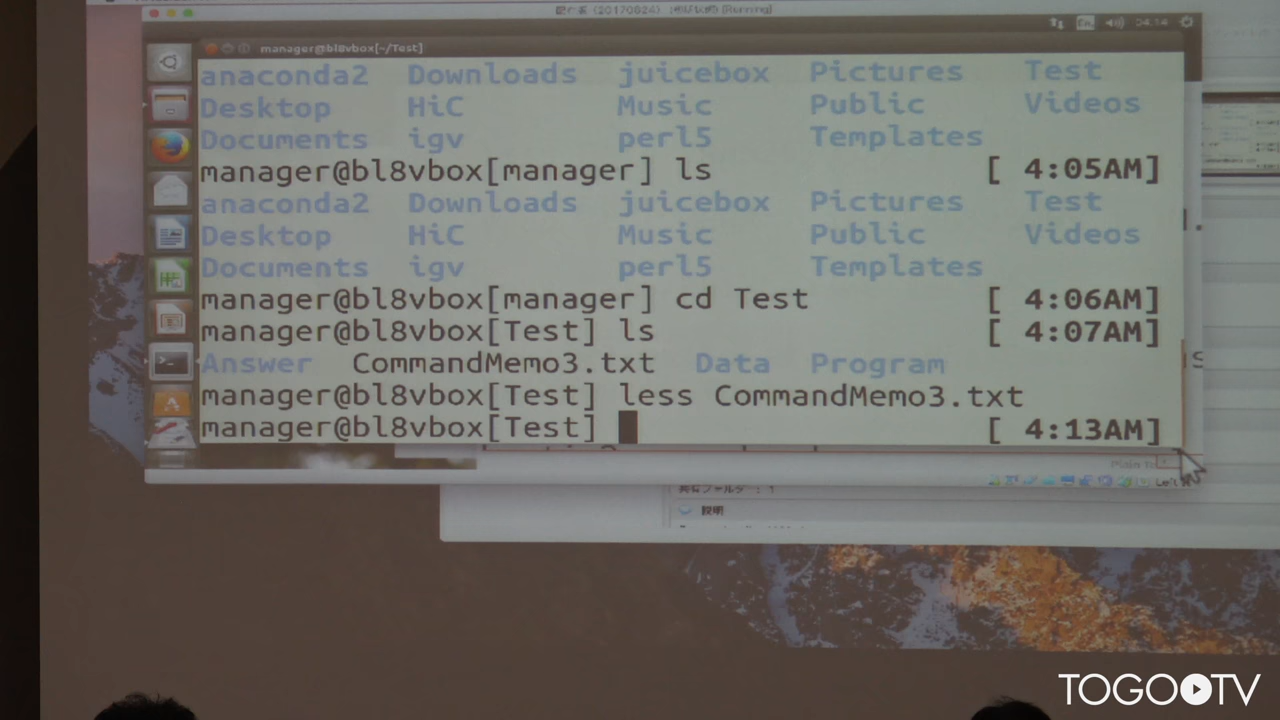 manager@bl8vbox[~/Test]
04:14
anaconda2 Downloads juicebox Pictures Test
Desktop HiC Music Public Videos
Documents igv perl5 Templates
manager@bl8vbox[manager] ls [ 4:05AM]
anaconda2 Downloads juicebox Pictures Test
Desktop HiC Music Public Videos
Documents igv perl5 Templates
manager@bl8vbox[manager] cd Test [ 4:06AM]
manager@bl8vbox[Test] ls [ 4:07AM]
Answer CommandMemo3.txt Data Program
manager@bl8vbox[Test] less CommandMemo3.txt
manager@bl8vbox[Test] [ 4:13AM]
Left
説明
TOGOTV